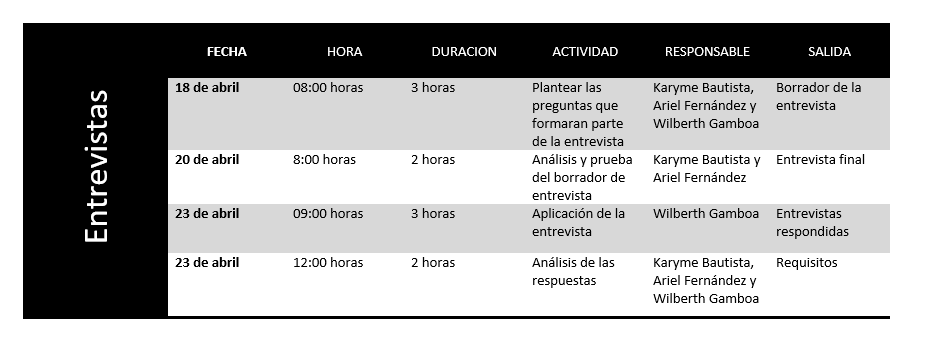 Entrevistas
FECHA HORA DURACION ACTIVIDAD RESPONSABLE SALIDA
18 de abril 08:00 horas 3 horas Plantear las Karyme Bautista, Borrador de la
preguntas que Ariel Fernández y entrevista
formaran parte Wilberth Gamboa
de la entrevista
20 de abril 8:00 horas 2 horas Análisis y prueba Karyme Bautista y Entrevista final
del borrador de Ariel Fernández
entrevista
23 de abril 09:00 horas 3 horas Aplicación de la Wilberth Gamboa Entrevistas
entrevista respondidas
23 de abril 12:00 horas 2 horas Análisis de las Karyme Bautista, Requisitos
respuestas Ariel Fernández y
Wilberth Gamboa